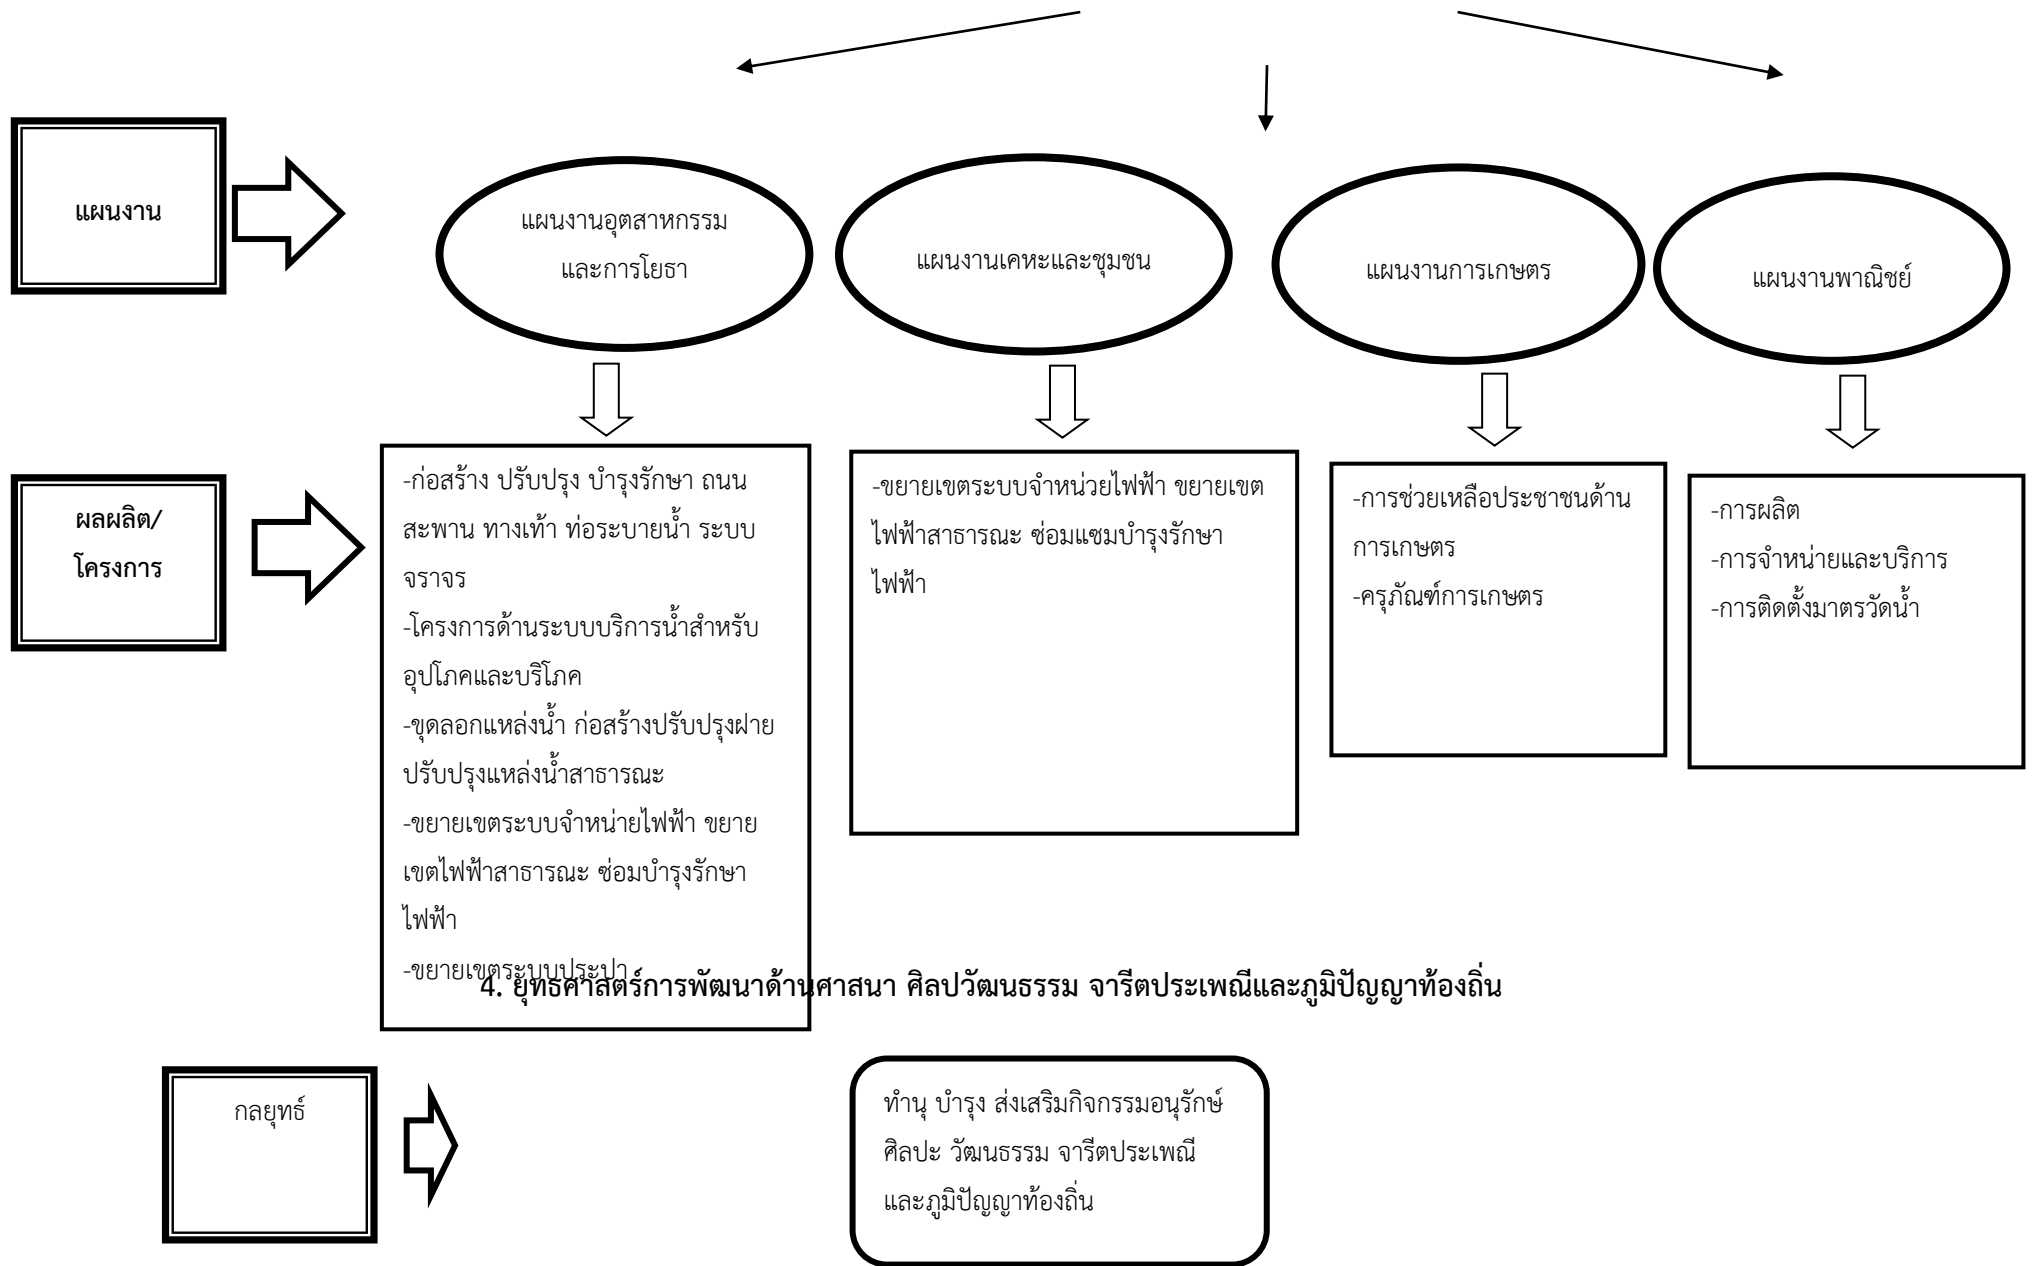 แผนงาน
แผนงานอุตสาหกรรม
และการโยธา
แผนงานเคหะและชุมชน
แผนงานการเกษตร
แผนงานพาณิชย์
ผลผลิต/
โครงการ
-ก่อสร้าง ปรับปรุง บำรุงรักษา ถนน
สะพาน ทางเท้า ท่อระบายน้ำ ระบบ
จราจร
-โครงการด้านระบบบริการน้ำสำหรับ
อุปโภคและบริโภค
-ขุดลอกแหล่งน้ำ ก่อสร้างปรับปรุงฝาย
ปรับปรุงแหล่งน้ำสาธารณะ
-ขยายเขตระบบจำหน่ายไฟฟ้า ขยาย
เขตไฟฟ้าสาธารณะ ซ่อมบำรุงรักษา
ไฟฟ้า
-ขยายเขตระบบประปา
-ขยายเขตระบบจำหน่วยไฟฟ้า ขยายเขต
ไฟฟ้าสาธารณะ ซ่อมแซมบำรุงรักษา
ไฟฟ้า
-การช่วยเหลือประชาชนด้าน
การเกษตร
-ครุภัณฑ์การเกษตร
-การผลิต
-การจำหน่ายและบริการ
-การติดตั้งมาตรวัดน้ำ
4. ยุทธศาสตร์การพัฒนาด้านศาสนา ศิลปวัฒนธรรม จารีตประเพณีและภูมิปัญญาท้องถิ่น
กลยุทธ์
ทำนุ บำรุง ส่งเสริมกิจกรรมอนุรักษ์
ศิลปะ วัฒนธรรม จารีตประเพณี
และภูมิปัญญาท้องถิ่น